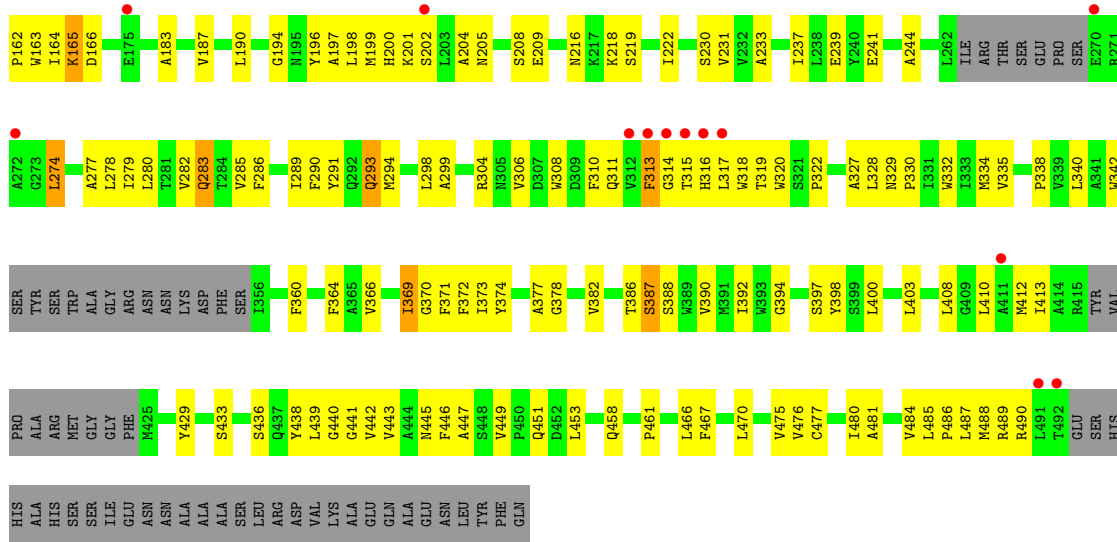 P162 W163 I164 K165 D166 E175 A183 V187 L190 G194 N195 Y196 A197 L198 M199 H200 K201 S202 L203 A204 N205 S208 E209 N216 K217 K218 S219 I222 S230 V231 V232 A233 I237 L238 E239 Y240 E241 A244 L262 ILE ARG THR SER GLU PRO SER E270 R271
A272 G273 L274 A277 L278 I279 L280 T281 V282 Q283 T284 V285 F286 I289 F290 Y291 Q292 Q293 M294 L298 A299 R304 N305 V306 D307 W308 D309 F310 Q311 V312 F313 G314 T315 H316 L317 W318 T319 W320 S321 P322 A327 L328 N329 P330 I331 W332 I333 M334 V335 P338 V339 L340 A341 W342
SER TYR SER TRP ALA GLY ARG ASN ASN LYS ASP PHE SER I356 F360 F364 A365 V366 I369 G370 F371 F372 I373 Y374 A377 G378 V382 T386 S387 S388 W389 V390 M391 I392 W393 G394 S397 Y398 S399 L400 L403 L408 G409 L410 A411 M412 I413 A414 R415 TYR VAL
PRO ALA ARG MET GLY GLY PHE M425 Y429 S433 S436 Q437 Y438 L439 G440 G441 V442 V443 A444 N445 F446 A447 S448 V449 P450 Q451 D452 L453 Q458 P461 L466 F467 L470 V475 V476 C477 I480 A481 V484 L485 P486 L487 M488 R489 R490 L491 T492 GLU SER HIS
HIS ALA HIS SER SER ILE GLU ASN ASN ALA ALA ALA ALA SER LEU ARG ASP VAL LYS ALA GLU GLN ALA GLU ASN LEU TYR PHE GLN